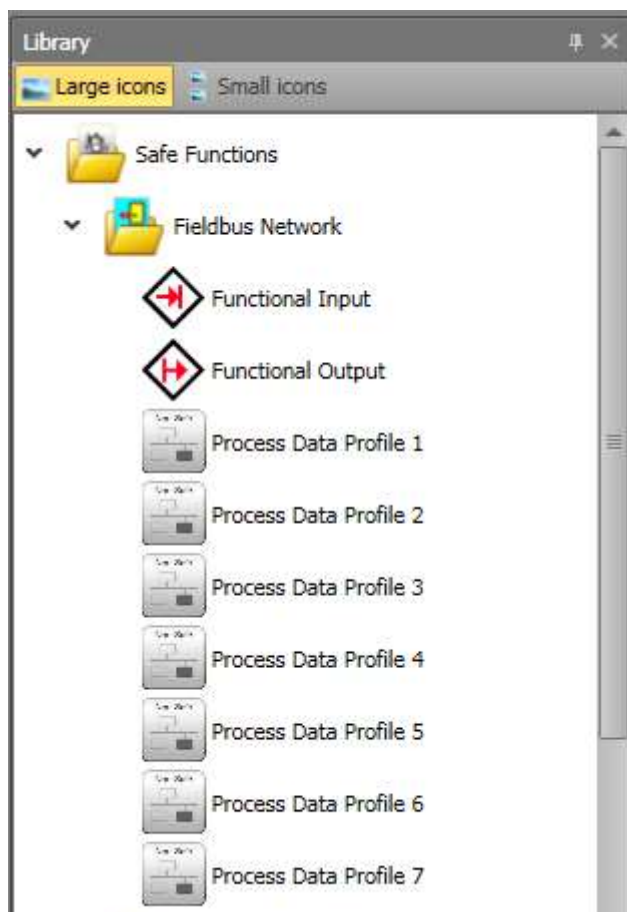 Library
Large icons Small icons
Safe Functions
Fieldbus Network
Functional Input
Functional Output
Process Data Profile 1
Process Data Profile 2
Process Data Profile 3
Process Data Profile 4
Process Data Profile 5
Process Data Profile 6
Process Data Profile 7